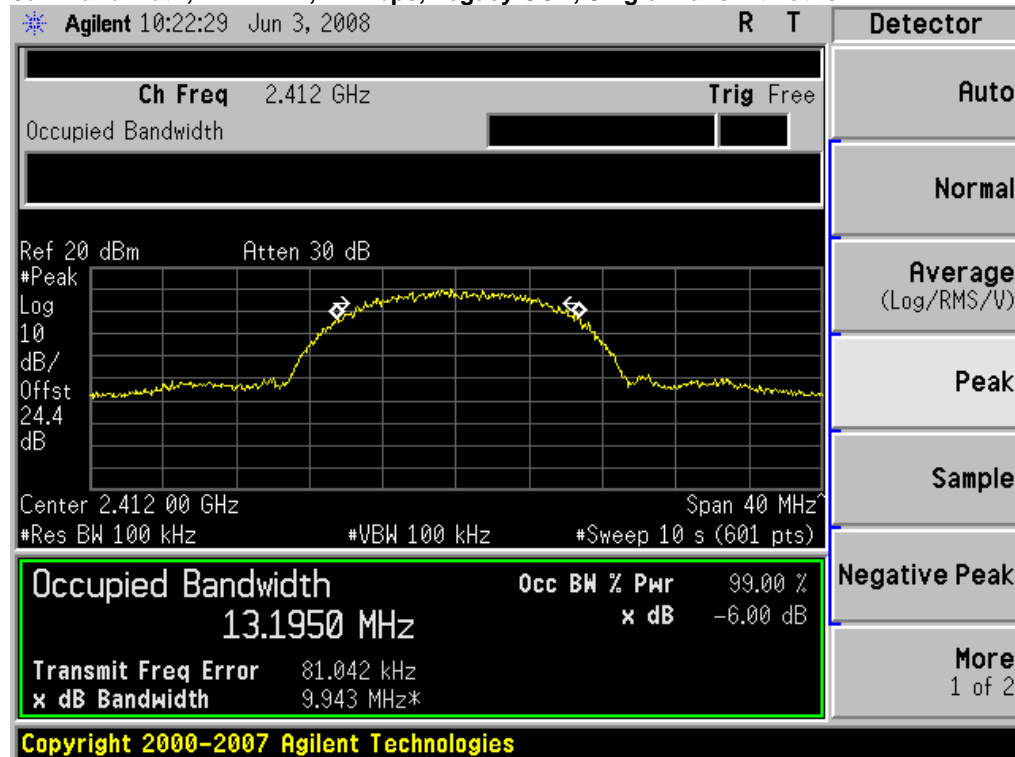 Agilent 10:22:29 Jun 3, 2008 R T
Detector
Ch Freq 2.412 GHz Trig Free
Occupied Bandwidth
Auto
Normal
Average
(Log/RMS/V)
Peak
Sample
Negative Peak
More
1 of 2
Ref 20 dBm Atten 30 dB
#Peak
Log
10
dB/
Offst
24.4
dB
Center 2.412 00 GHz Span 40 MHz^
#Res BW 100 kHz #VBW 100 kHz #Sweep 10 s (601 pts)
Occupied Bandwidth Occ BW % Pwr 99.00 %
13.1950 MHz x dB -6.00 dB
Transmit Freq Error 81.042 kHz
x dB Bandwidth 9.943 MHz*
Copyright 2000-2007 Agilent Technologies